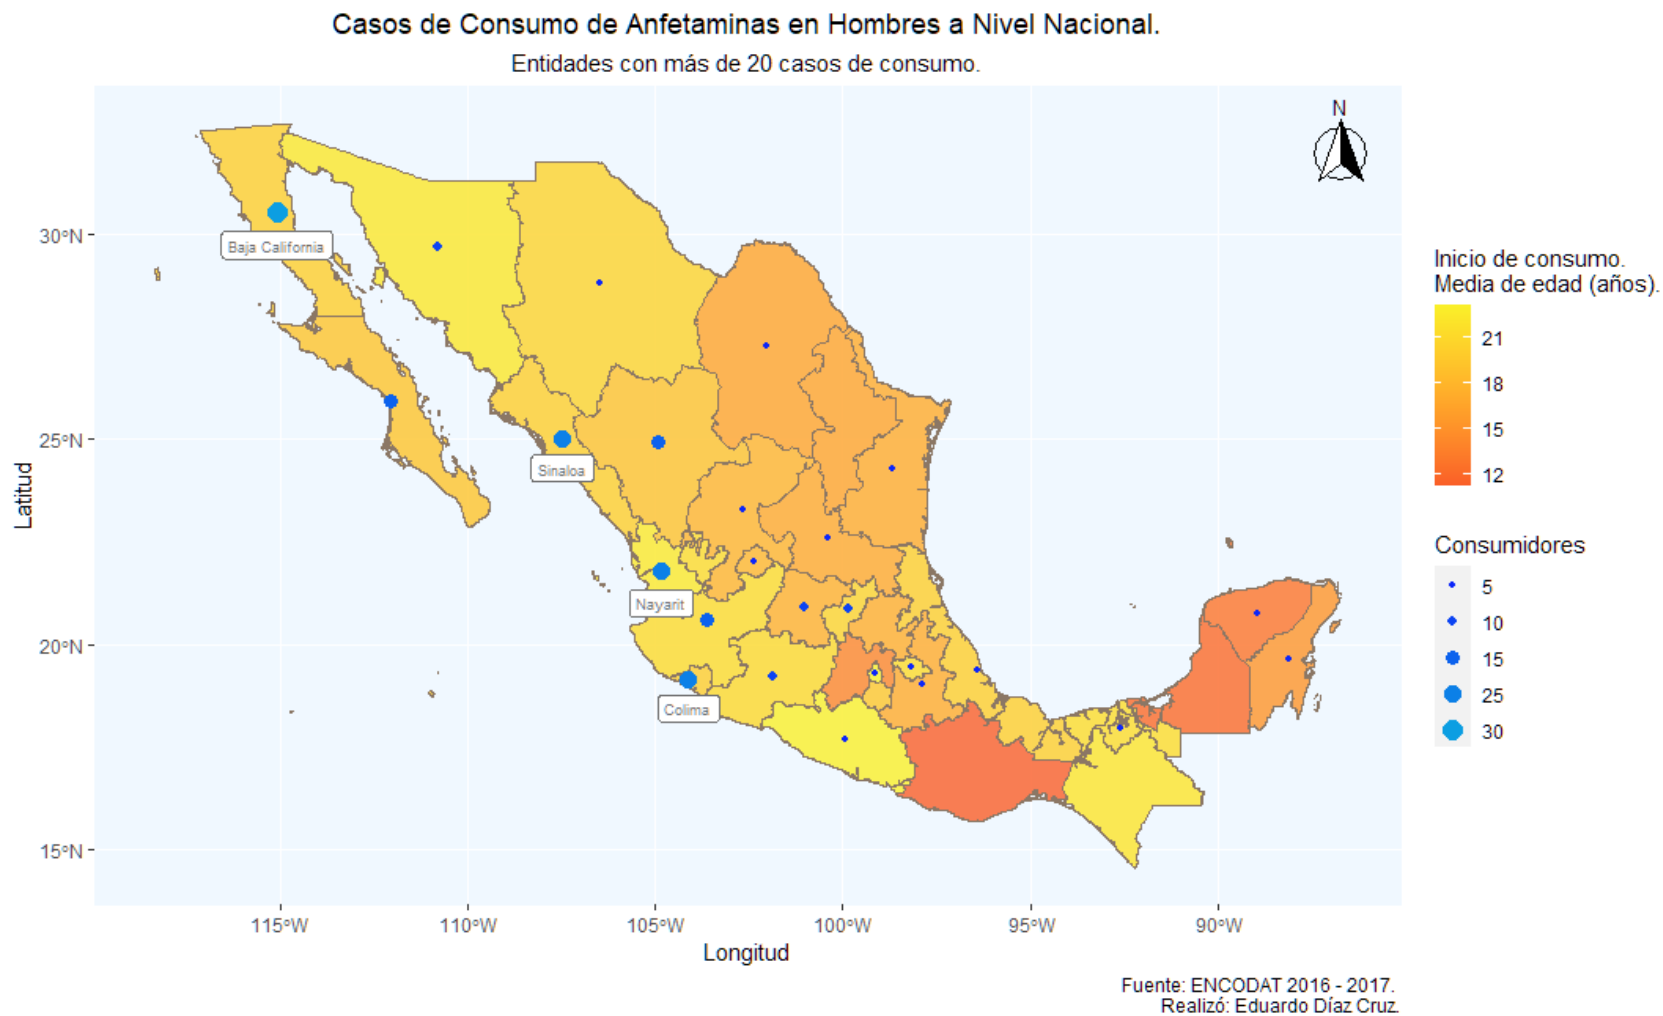 Casos de Consumo de Anfetaminas en Hombres a Nivel Nacional.
Entidades con más de 20 casos de consumo.
N
30°N
25°N
20°N
15°N
Latitud
Baja California
Sinaloa
Nayarit
Colima
115°W
110°W
105°W
100°W
95°W
90°W
Longitud
Inicio de consumo.
Media de edad (años).
21
18
15
12
Consumidores
5
10
15
25
30
Fuente: ENCODAT 2016 - 2017.
Realizó: Eduardo Díaz Cruz.